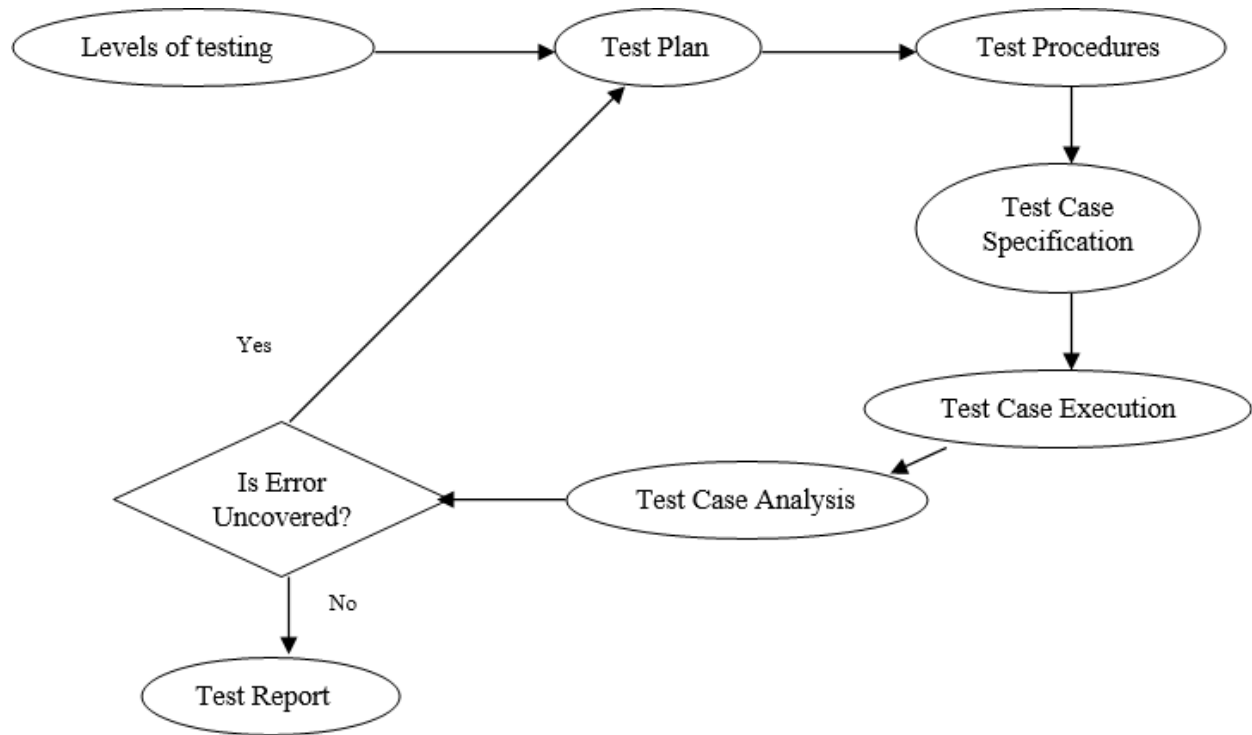 Levels of testing
Test Plan
Test Procedures
Test Case
Specification
Test Case Execution
Test Case Analysis
Is Error
Uncovered?
Yes
No
Test Report